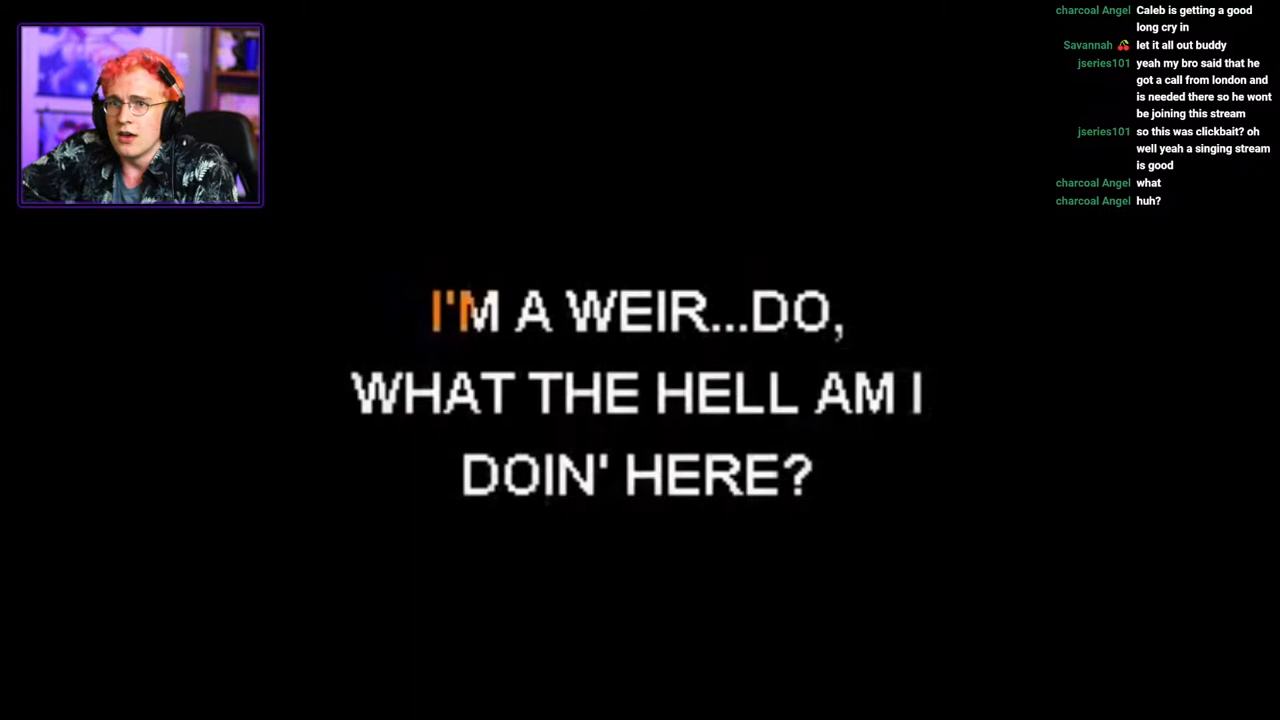 I'M A WEIR...DO,
WHAT THE HELL AM I
DOIN' HERE?
charcoal Angel Caleb is getting a good
long cry in
Savannah 🍒 let it all out buddy
jseries101 yeah my bro said that he
got a call from london and
is needed there so he wont
be joining this stream
jseries101 so this was clickbait? oh
well yeah a singing stream
is good
charcoal Angel what
charcoal Angel huh?